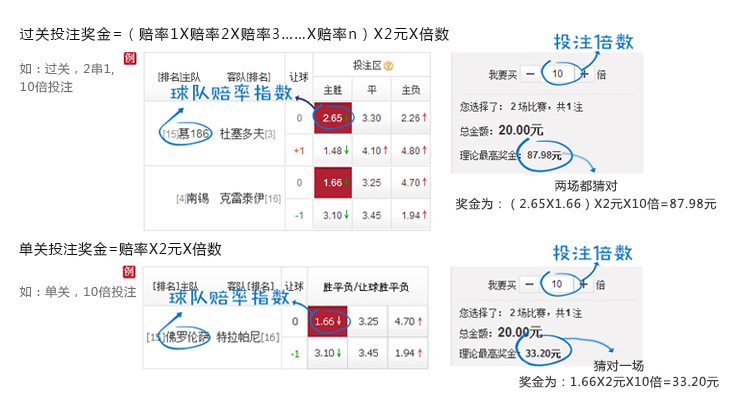 过关投注奖金=（赔率1X赔率2X赔率3……X赔率n）X2元X倍数
例
如：过关，2串1,
10倍投注
[排名]主队 客队[排名] 让球 投注区 ?
主胜 平 主负
球队赔率指数
[15]慕186 杜塞多夫[3] 0 2.65↓ 3.30 2.26↑
+1 1.48↓ 4.10↑ 4.80↑
[4]南锡 克雷泰伊[16] 0 1.66↓ 3.25 4.70↑
-1 3.10↓ 3.45 1.94↑
投注倍数
我要买 − 10 + 倍
您选择了：2场比赛，共1注
总金额：20.00元
理论最高奖金：87.98元
两场都猜对
奖金为：（2.65X1.66）X2元X10倍=87.98元
单关投注奖金=赔率X2元X倍数
例
如：单关，10倍投注
[排名]主队 客队[排名] 让球 胜平负/让球胜平负
球队赔率指数
[15]佛罗伦萨 特拉帕尼[16] 0 1.66↓ 3.25 4.70↑
-1 3.10↓ 3.45 1.94↑
投注倍数
我要买 − 10 + 倍
您选择了：2场比赛，共1注
总金额：20.00元
理论最高奖金：33.20元
猜对一场
奖金为：1.66X2元X10倍=33.20元